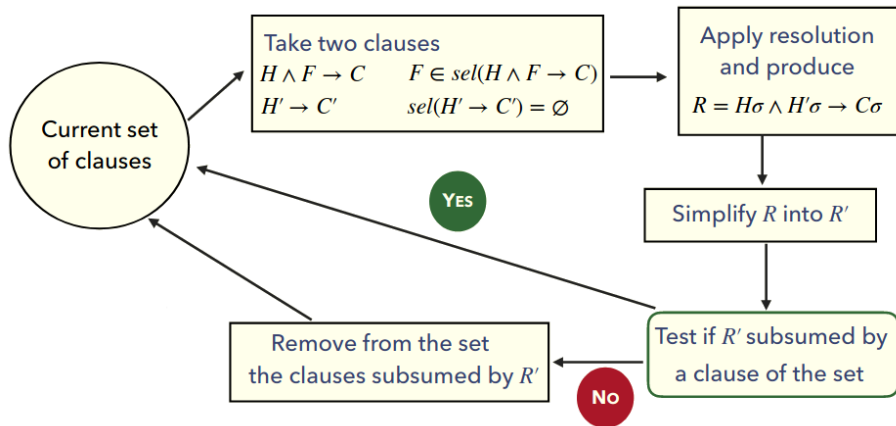 Current set
of clauses
Take two clauses
H ∧ F → C F ∈ sel(H ∧ F → C)
H′ → C′ sel(H′ → C′) = ∅
Apply resolution
and produce
R = Hσ ∧ H′σ → Cσ
Simplify R into R′
Test if R′ subsumed by
a clause of the set
YES
NO
Remove from the set
the clauses subsumed by R′